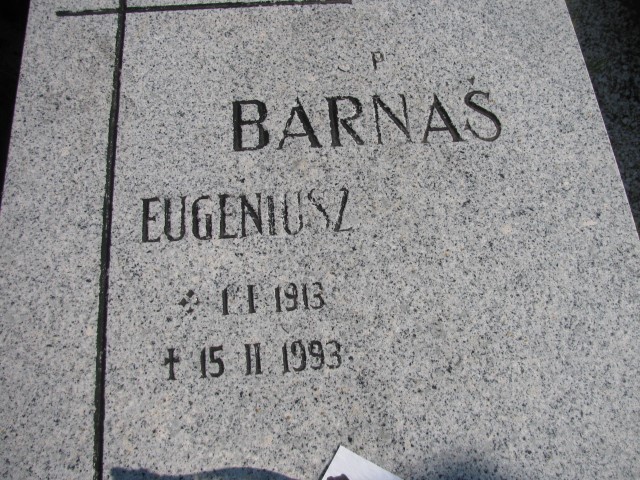 P
BARNAŚ
EUGENIUSZ
1 I 1913
† 15 II 1993